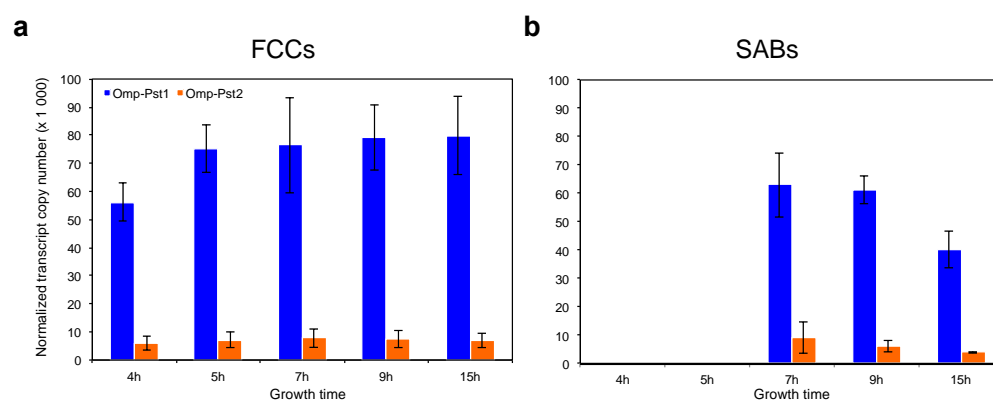 a
FCCs
Normalized transcript copy number (x 1 000)
100
90
80
70
60
50
40
30
20
10
0
Omp-Pst1 Omp-Pst2
4h 5h 7h 9h 15h
Growth time
b
SABs
100
90
80
70
60
50
40
30
20
10
0
4h 5h 7h 9h 15h
Growth time